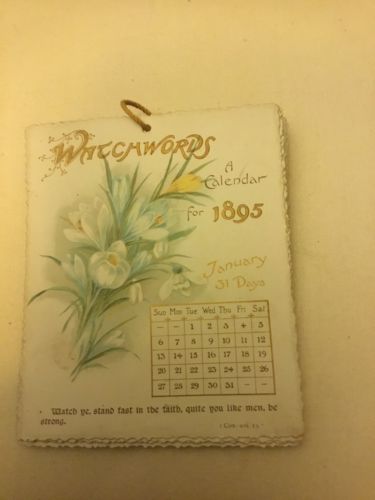 WATCHWORDS
A
Calendar
for 1895
January
31 Days
Sun Mon Tue Wed Thu Fri Sat
— — 1 2 3 4 5
6 7 8 9 10 11 12
13 14 15 16 17 18 19
20 21 22 23 24 25 26
27 28 29 30 31 — —
Watch ye, stand fast in the faith, quite you like men, be
strong.